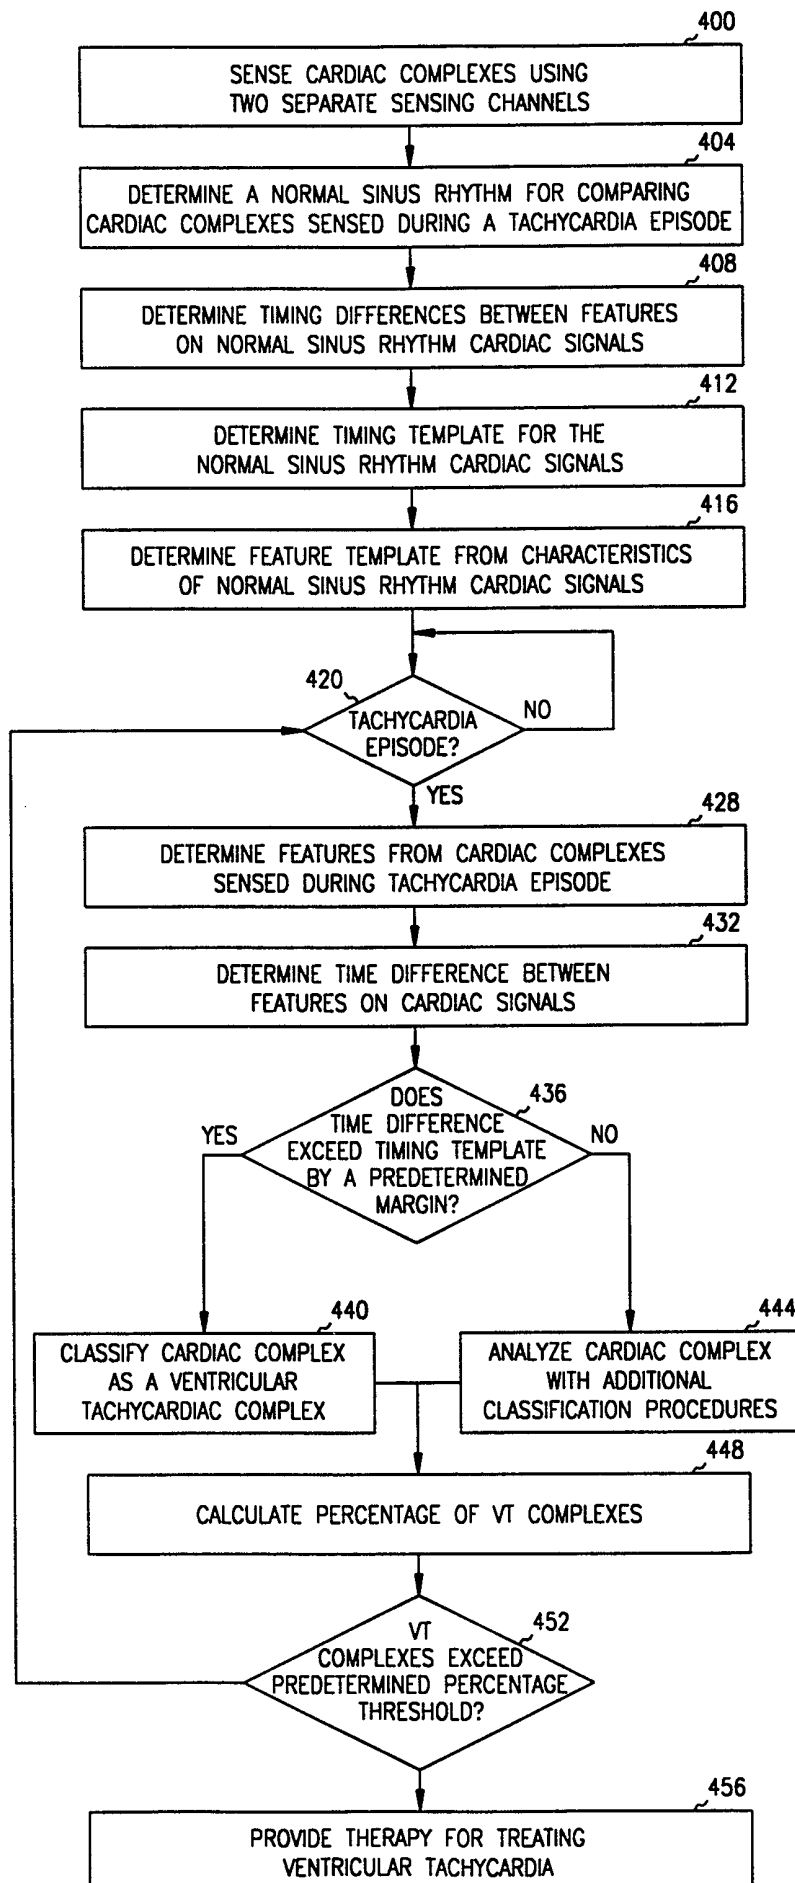 400
SENSE CARDIAC COMPLEXES USING
TWO SEPARATE SENSING CHANNELS
404
DETERMINE A NORMAL SINUS RHYTHM FOR COMPARING
CARDIAC COMPLEXES SENSED DURING A TACHYCARDIA EPISODE
408
DETERMINE TIMING DIFFERENCES BETWEEN FEATURES
ON NORMAL SINUS RHYTHM CARDIAC SIGNALS
412
DETERMINE TIMING TEMPLATE FOR THE
NORMAL SINUS RHYTHM CARDIAC SIGNALS
416
DETERMINE FEATURE TEMPLATE FROM CHARACTERISTICS
OF NORMAL SINUS RHYTHM CARDIAC SIGNALS
420
TACHYCARDIA
EPISODE?
NO
YES
428
DETERMINE FEATURES FROM CARDIAC COMPLEXES
SENSED DURING TACHYCARDIA EPISODE
432
DETERMINE TIME DIFFERENCE BETWEEN
FEATURES ON CARDIAC SIGNALS
436
DOES
TIME DIFFERENCE
EXCEED TIMING TEMPLATE
BY A PREDETERMINED
MARGIN?
YES
NO
440
CLASSIFY CARDIAC COMPLEX
AS A VENTRICULAR
TACHYCARDIAC COMPLEX
444
ANALYZE CARDIAC COMPLEX
WITH ADDITIONAL
CLASSIFICATION PROCEDURES
448
CALCULATE PERCENTAGE OF VT COMPLEXES
452
VT
COMPLEXES EXCEED
PREDETERMINED PERCENTAGE
THRESHOLD?
456
PROVIDE THERAPY FOR TREATING
VENTRICULAR TACHYCARDIA